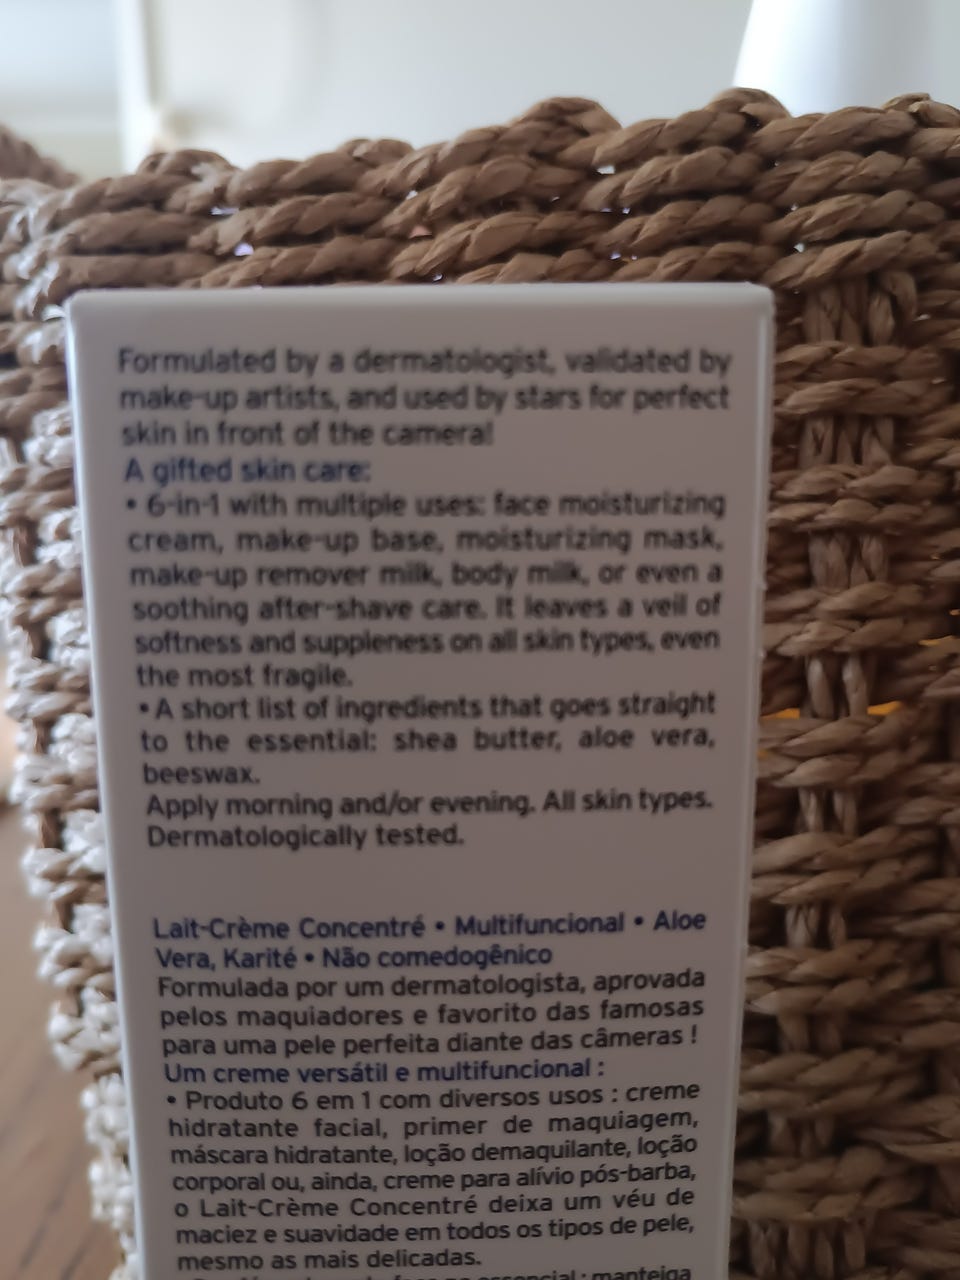 Formulated by a dermatologist, validated by
make-up artists, and used by stars for perfect
skin in front of the camera!
A gifted skin care:
• 6-in-1 with multiple uses: face moisturizing
cream, make-up base, moisturizing mask,
make-up remover milk, body milk, or even a
soothing after-shave care. It leaves a veil of
softness and suppleness on all skin types, even
the most fragile.
• A short list of ingredients that goes straight
to the essential: shea butter, aloe vera,
beeswax.
Apply morning and/or evening. All skin types.
Dermatologically tested.
Lait-Crème Concentré • Multifuncional • Aloe
Vera, Karité • Não comedogênico
Formulada por um dermatologista, aprovada
pelos maquiadores e favorito das famosas
para uma pele perfeita diante das câmeras !
Um creme versátil e multifuncional :
• Produto 6 em 1 com diversos usos : creme
hidratante facial, primer de maquiagem,
máscara hidratante, loção demaquilante, loção
corporal ou, ainda, creme para alívio pós-barba,
o Lait-Crème Concentré deixa um véu de
maciez e suavidade em todos os tipos de pele,
mesmo as mais delicadas.
essencial : manteiga